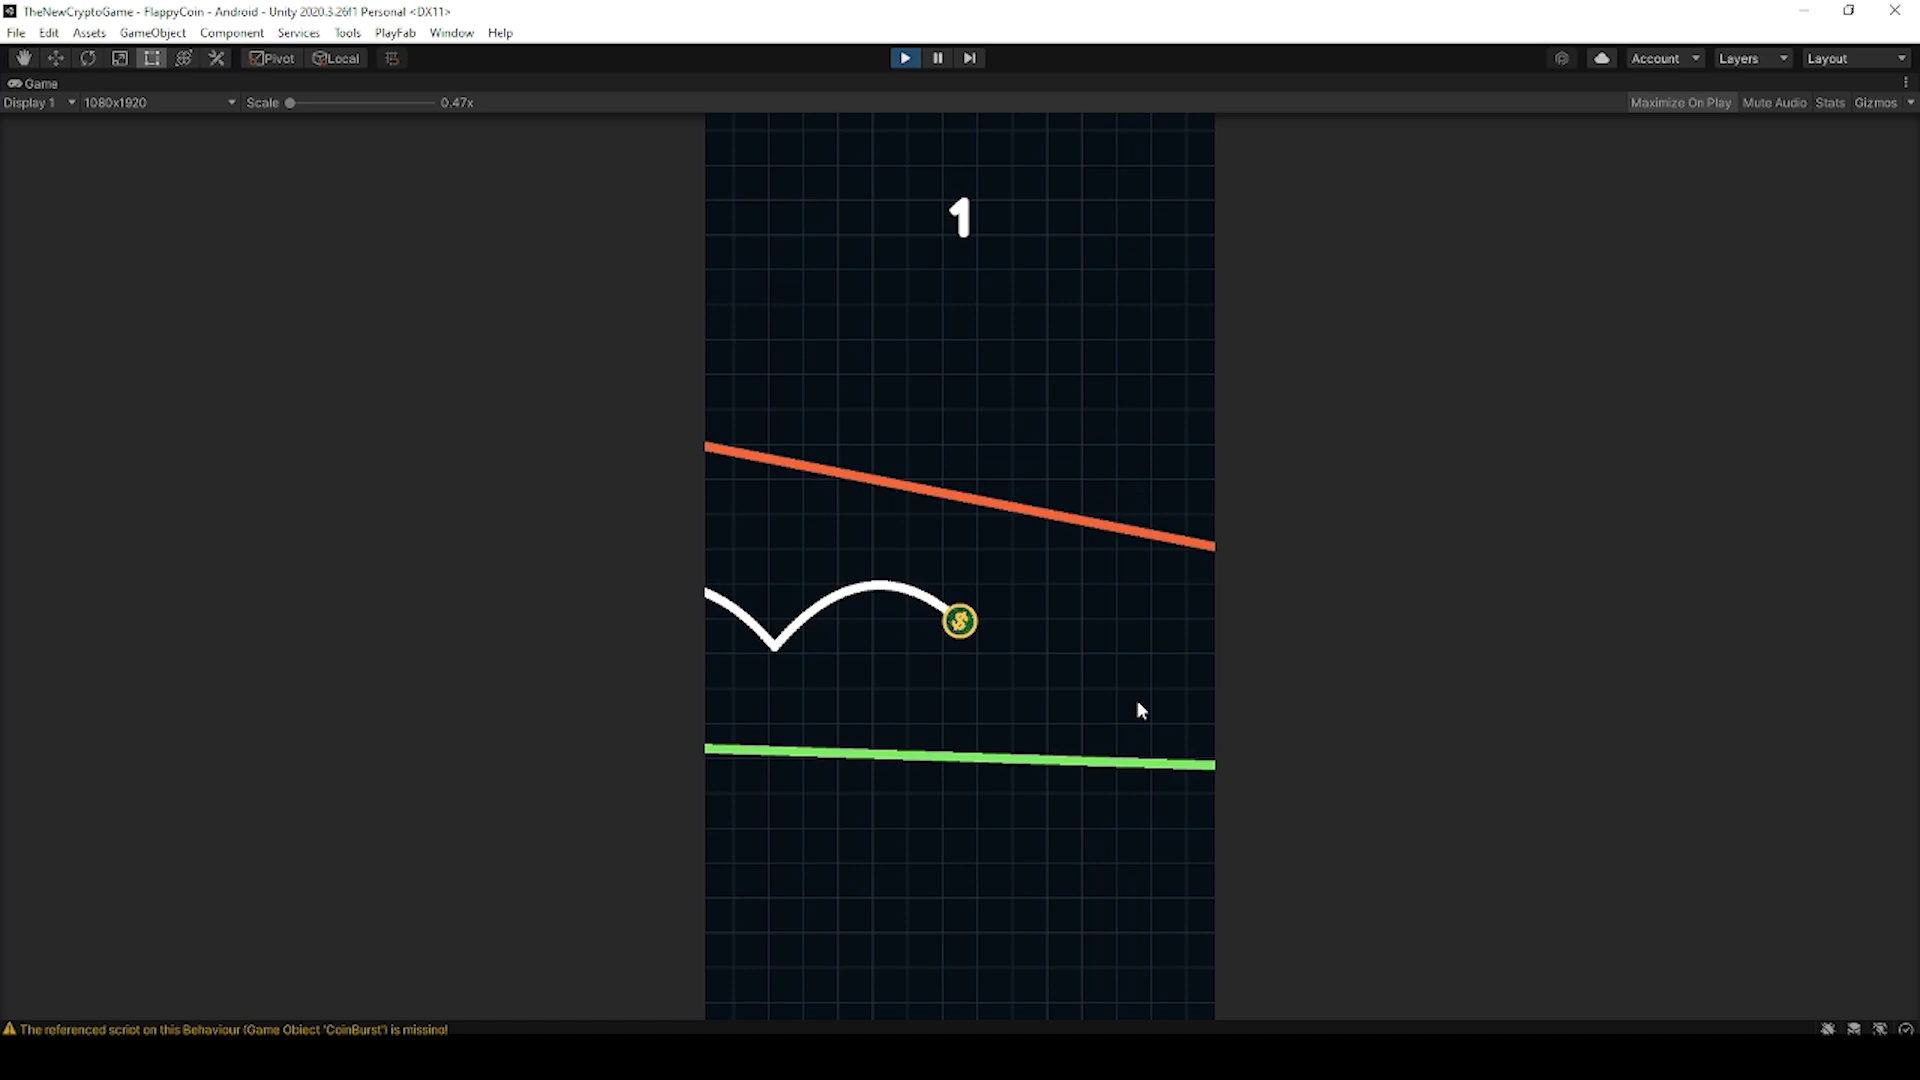 TheNewCryptoGame - FlappyCoin - Android - Unity 2020.3.26f1 Personal <DX11>
File Edit Assets GameObject Component Services Tools PlayFab Window Help
Pivot Local Account Layers Layout
Game
Display 1 1080x1920 Scale 0.47x Maximize On Play Mute Audio Stats Gizmos
1
$
The referenced script on this Behaviour (Game Object 'CoinBurst') is missing!